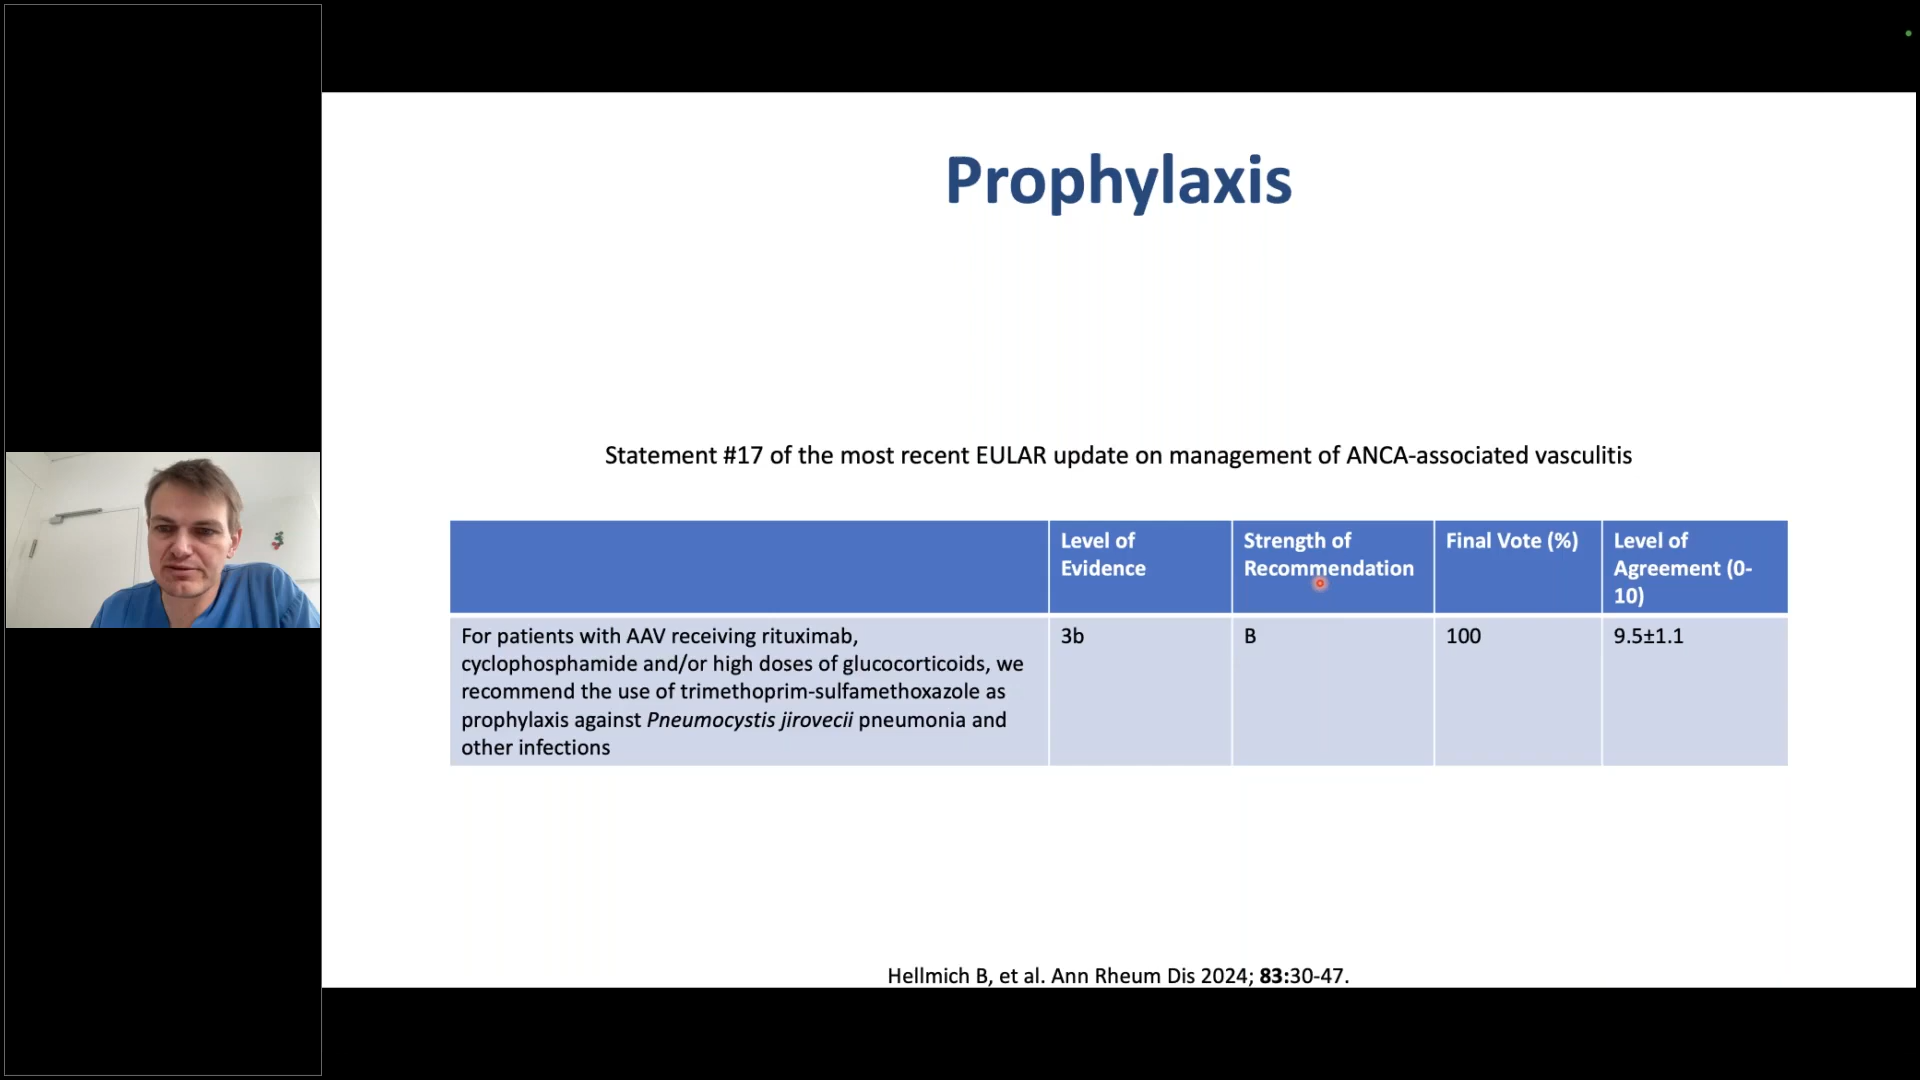 Prophylaxis
Statement #17 of the most recent EULAR update on management of ANCA-associated vasculitis
Level of
Evidence
Strength of
Recommendation
Final Vote (%)
Level of
Agreement (0-
10)
For patients with AAV receiving rituximab,
cyclophosphamide and/or high doses of glucocorticoids, we
recommend the use of trimethoprim-sulfamethoxazole as
prophylaxis against Pneumocystis jirovecii pneumonia and
other infections
3b
B
100
9.5±1.1
Hellmich B, et al. Ann Rheum Dis 2024; 83:30-47.